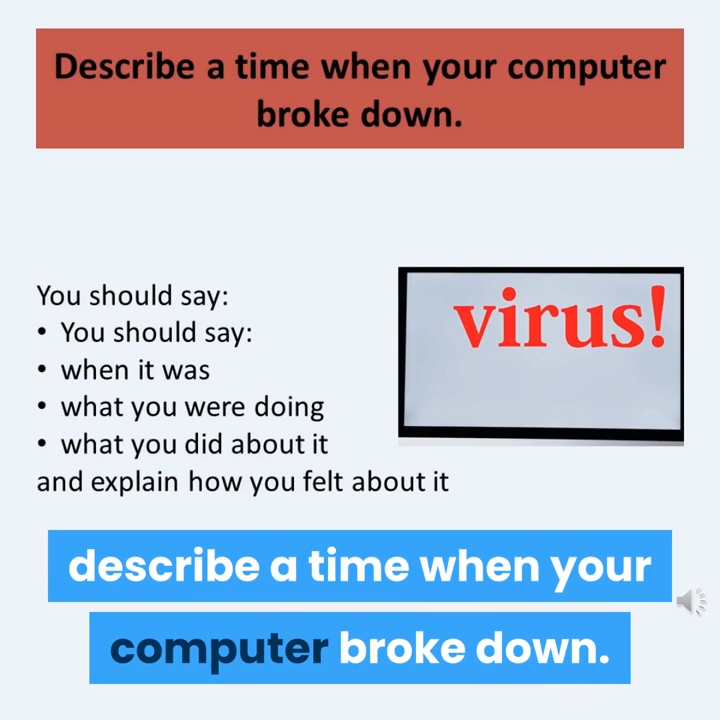 Describe a time when your computer
broke down.
You should say:
• You should say:
• when it was
virus!
• what you were doing
• what you did about it
and explain how you felt about it
describe a time when your
computer broke down.